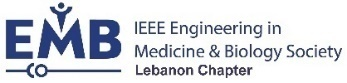 EMB
IEEE Engineering in
Medicine & Biology Society
Lebanon Chapter